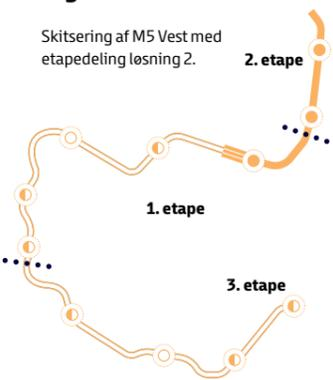 Skitsering af M5 Vest med
etapedeling løsning 2.
2. etape
1. etape
3. etape